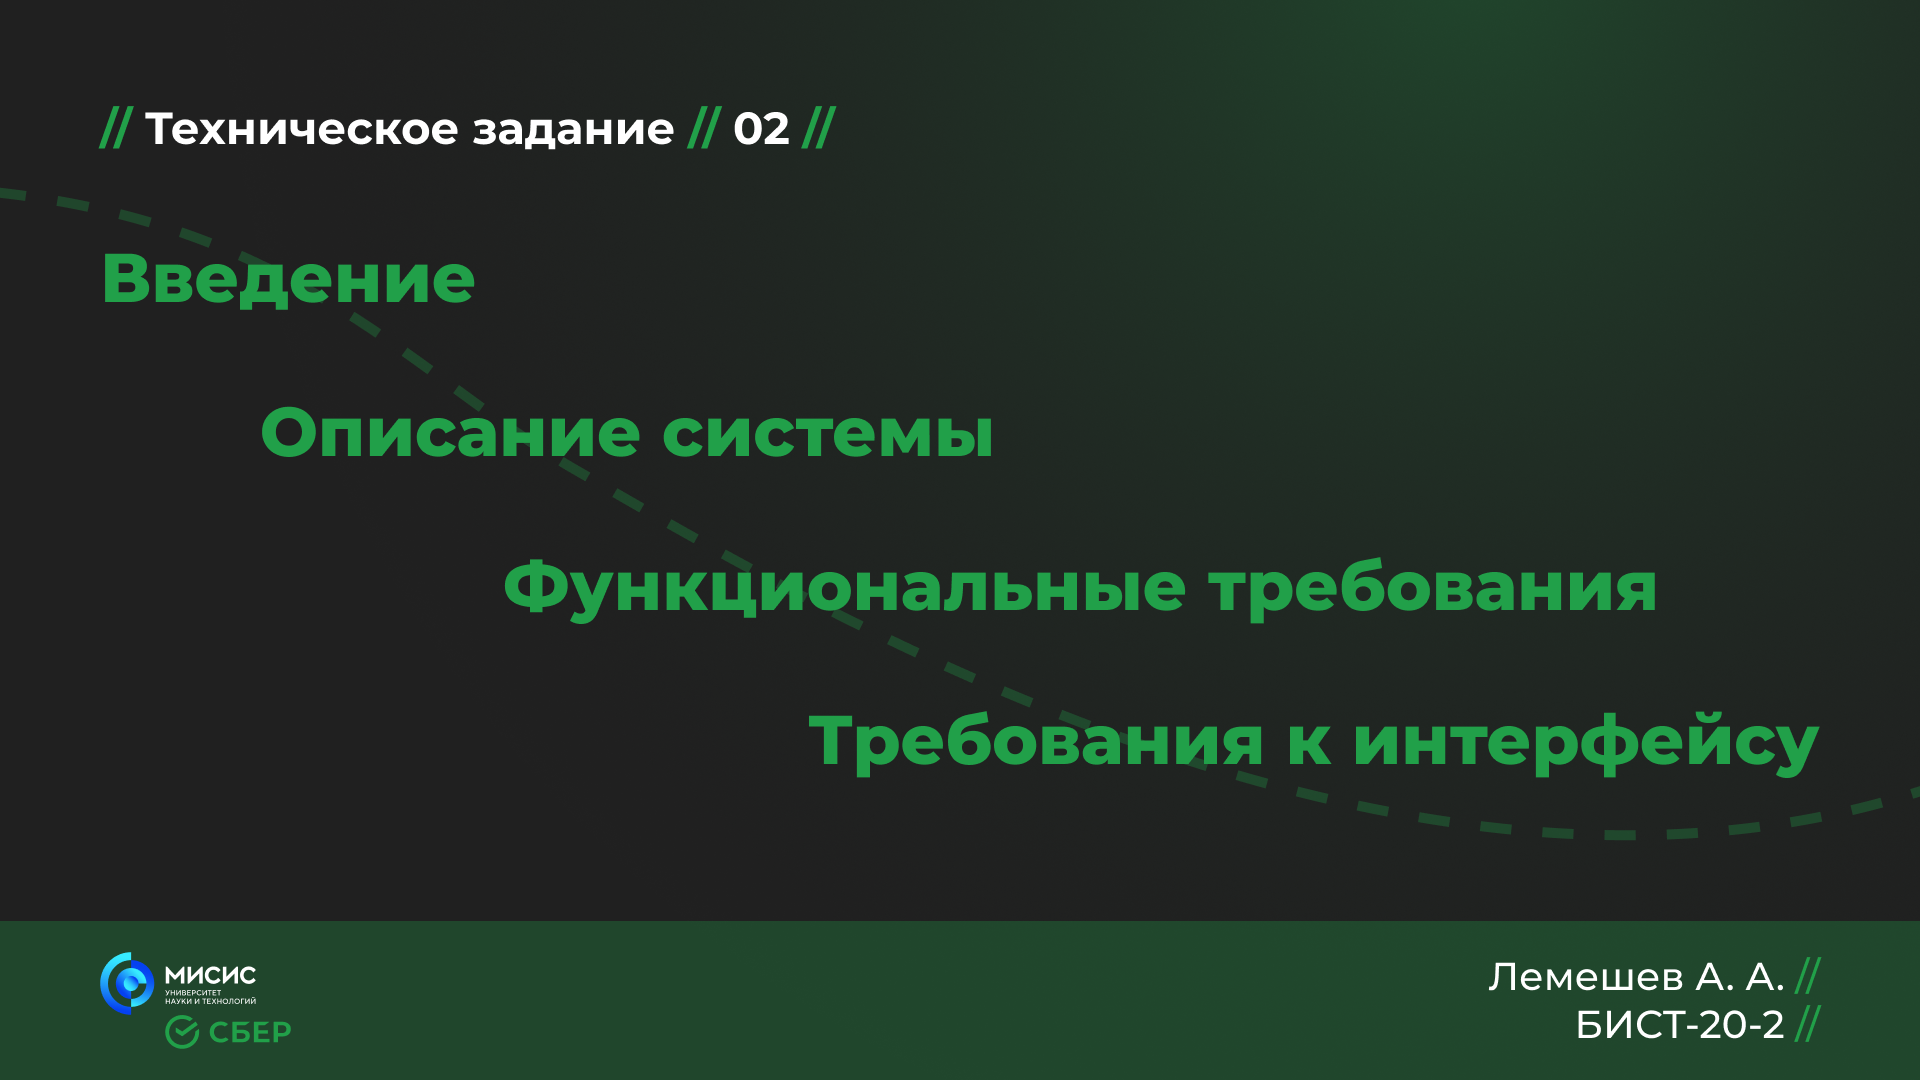 // Техническое задание // 02 //
Введение
Описание системы
Функциональные требования
Требования к интерфейсу
МИСИС
УНИВЕРСИТЕТ
НАУКИ И ТЕХНОЛОГИЙ
СБЕР
Лемешев А. А. //
БИСТ-20-2 //